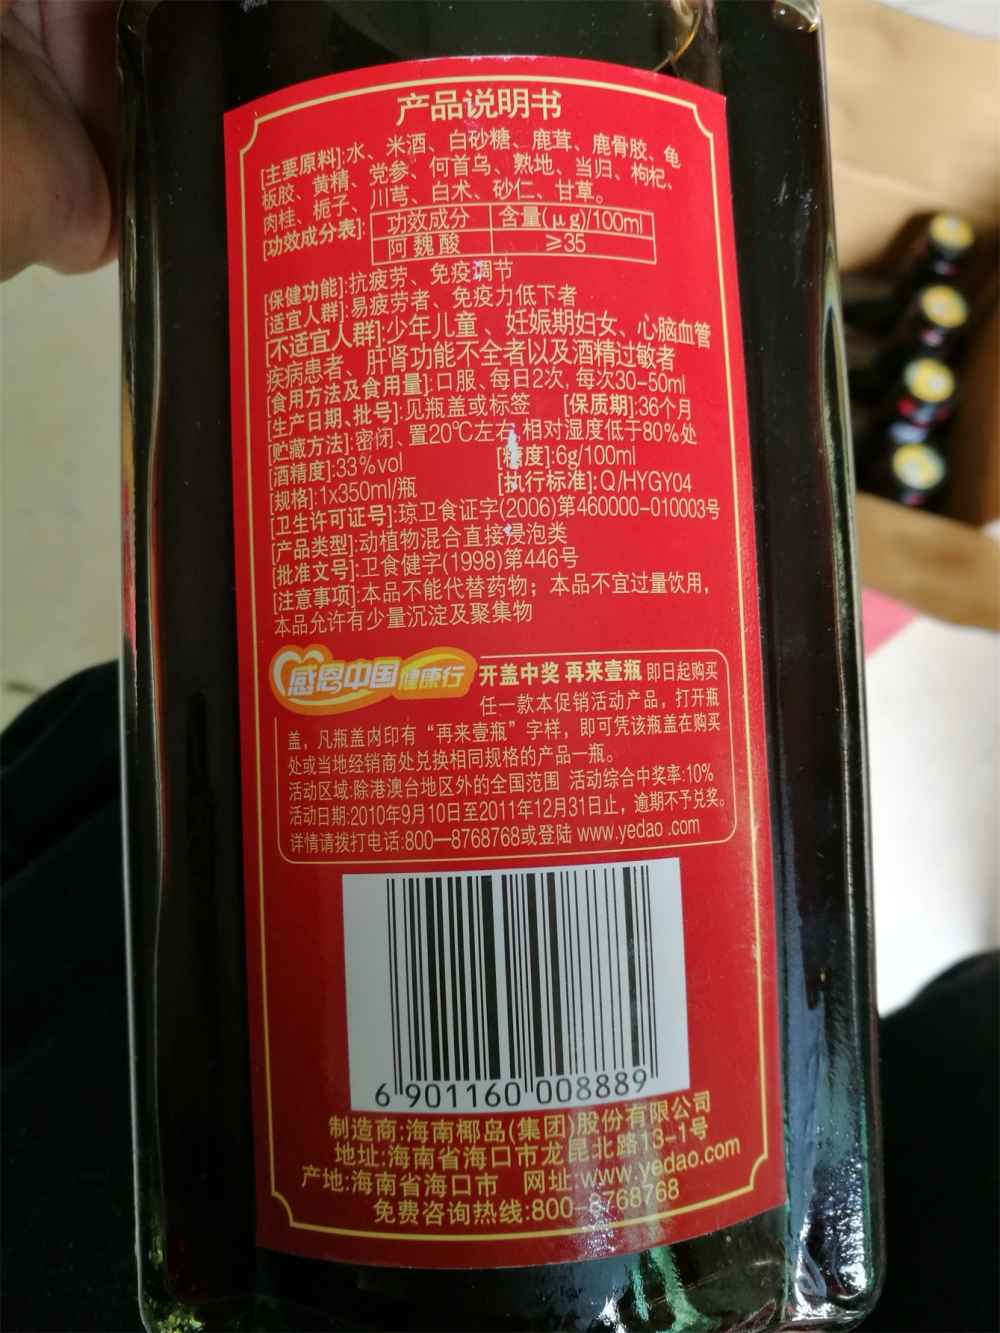 产品说明书
[主要原料]:水、米酒、白砂糖、鹿茸、鹿骨胶、龟
板胶、黄精、党参、何首乌、熟地、当归、枸杞、
肉桂、栀子、川芎、白术、砂仁、甘草。
[功效成分表]: 功效成分 含量(μg)/100ml
阿魏酸 ≥35
[保健功能]:抗疲劳、免疫调节
[适宜人群]:易疲劳者、免疫力低下者
[不适宜人群]:少年儿童、妊娠期妇女、心脑血管
疾病患者、肝肾功能不全者以及酒精过敏者
[食用方法及食用量]:口服、每日2次, 每次30-50ml
[生产日期、批号]:见瓶盖或标签 [保质期]:36个月
[贮藏方法]:密闭、置20℃左右,相对湿度低于80%处
[酒精度]:33%vol [糖度]:6g/100ml
[规格]:1x350ml/瓶 [执行标准]:Q/HYGY04
[卫生许可证号]:琼卫食证字(2006)第460000-010003号
[产品类型]:动植物混合直接浸泡类
[批准文号]:卫食健字(1998)第446号
[注意事项]:本品不能代替药物；本品不宜过量饮用，
本品允许有少量沉淀及聚集物
感恩中国 健康行 开盖中奖 再来壹瓶 即日起购买
任一款本促销活动产品，打开瓶
盖，凡瓶盖内印有“再来壹瓶”字样，即可凭该瓶盖在购买
处或当地经销商处兑换相同规格的产品一瓶。
活动区域:除港澳台地区外的全国范围 活动综合中奖率:10%
活动日期:2010年9月10日至2011年12月31日止，逾期不予兑奖。
详情请拨打电话:800—8768768或登陆 www.yedao.com
6 901160 008889
制造商:海南椰岛(集团)股份有限公司
地址:海南省海口市龙昆北路13-1号
产地:海南省海口市 网址:www.yedao.com
免费咨询热线:800-8768768